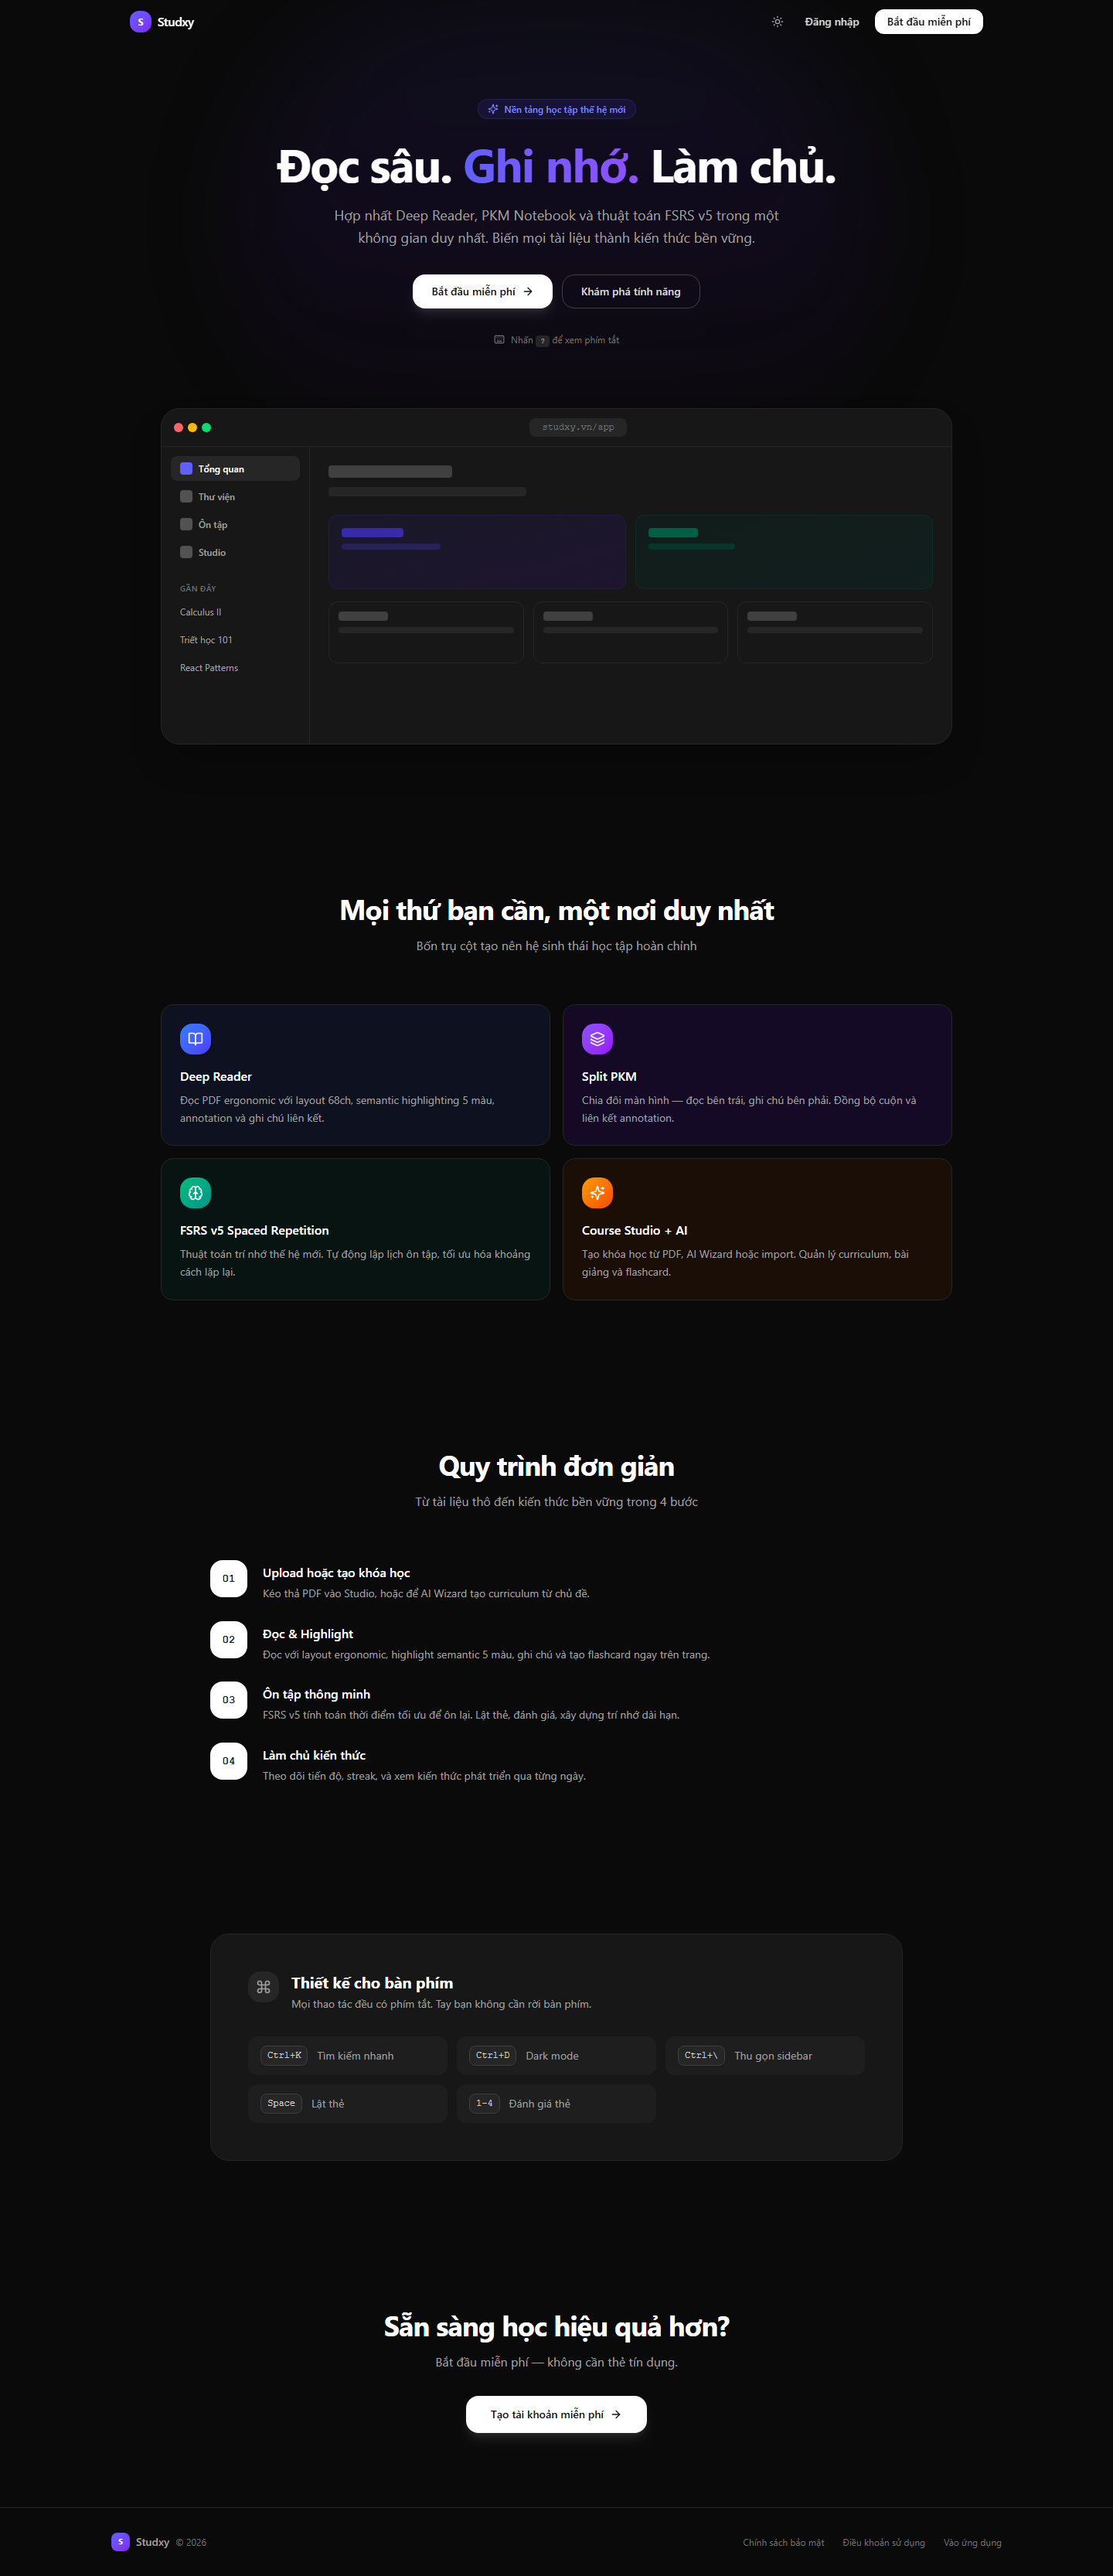 S Studxy
Đăng nhập
Bắt đầu miễn phí
Nền tảng học tập thế hệ mới
Đọc sâu. Ghi nhớ. Làm chủ.
Hợp nhất Deep Reader, PKM Notebook và thuật toán FSRS v5 trong một
không gian duy nhất. Biến mọi tài liệu thành kiến thức bền vững.
Bắt đầu miễn phí
Khám phá tính năng
Nhấn ? để xem phím tắt
studxy.vn/app
Tổng quan
Thư viện
Ôn tập
Studio
GẦN ĐÂY
Calculus II
Triết học 101
React Patterns
Mọi thứ bạn cần, một nơi duy nhất
Bốn trụ cột tạo nên hệ sinh thái học tập hoàn chỉnh
Deep Reader
Đọc PDF ergonomic với layout 68ch, semantic highlighting 5 màu,
annotation và ghi chú liên kết.
Split PKM
Chia đôi màn hình — đọc bên trái, ghi chú bên phải. Đồng bộ cuộn và
liên kết annotation.
FSRS v5 Spaced Repetition
Thuật toán trí nhớ thế hệ mới. Tự động lập lịch ôn tập, tối ưu hóa khoảng
cách lặp lại.
Course Studio + AI
Tạo khóa học từ PDF, AI Wizard hoặc import. Quản lý curriculum, bài
giảng và flashcard.
Quy trình đơn giản
Từ tài liệu thô đến kiến thức bền vững trong 4 bước
01
Upload hoặc tạo khóa học
Kéo thả PDF vào Studio, hoặc để AI Wizard tạo curriculum từ chủ đề.
02
Đọc & Highlight
Đọc với layout ergonomic, highlight semantic 5 màu, ghi chú và tạo flashcard ngay trên trang.
03
Ôn tập thông minh
FSRS v5 tính toán thời điểm tối ưu để ôn lại. Lật thẻ, đánh giá, xây dựng trí nhớ dài hạn.
04
Làm chủ kiến thức
Theo dõi tiến độ, streak, và xem kiến thức phát triển qua từng ngày.
Thiết kế cho bàn phím
Mọi thao tác đều có phím tắt. Tay bạn không cần rời bàn phím.
Ctrl+K Tìm kiếm nhanh
Ctrl+D Dark mode
Ctrl+\ Thu gọn sidebar
Space Lật thẻ
1-4 Đánh giá thẻ
Sẵn sàng học hiệu quả hơn?
Bắt đầu miễn phí — không cần thẻ tín dụng.
Tạo tài khoản miễn phí
S Studxy © 2026
Chính sách bảo mật
Điều khoản sử dụng
Vào ứng dụng